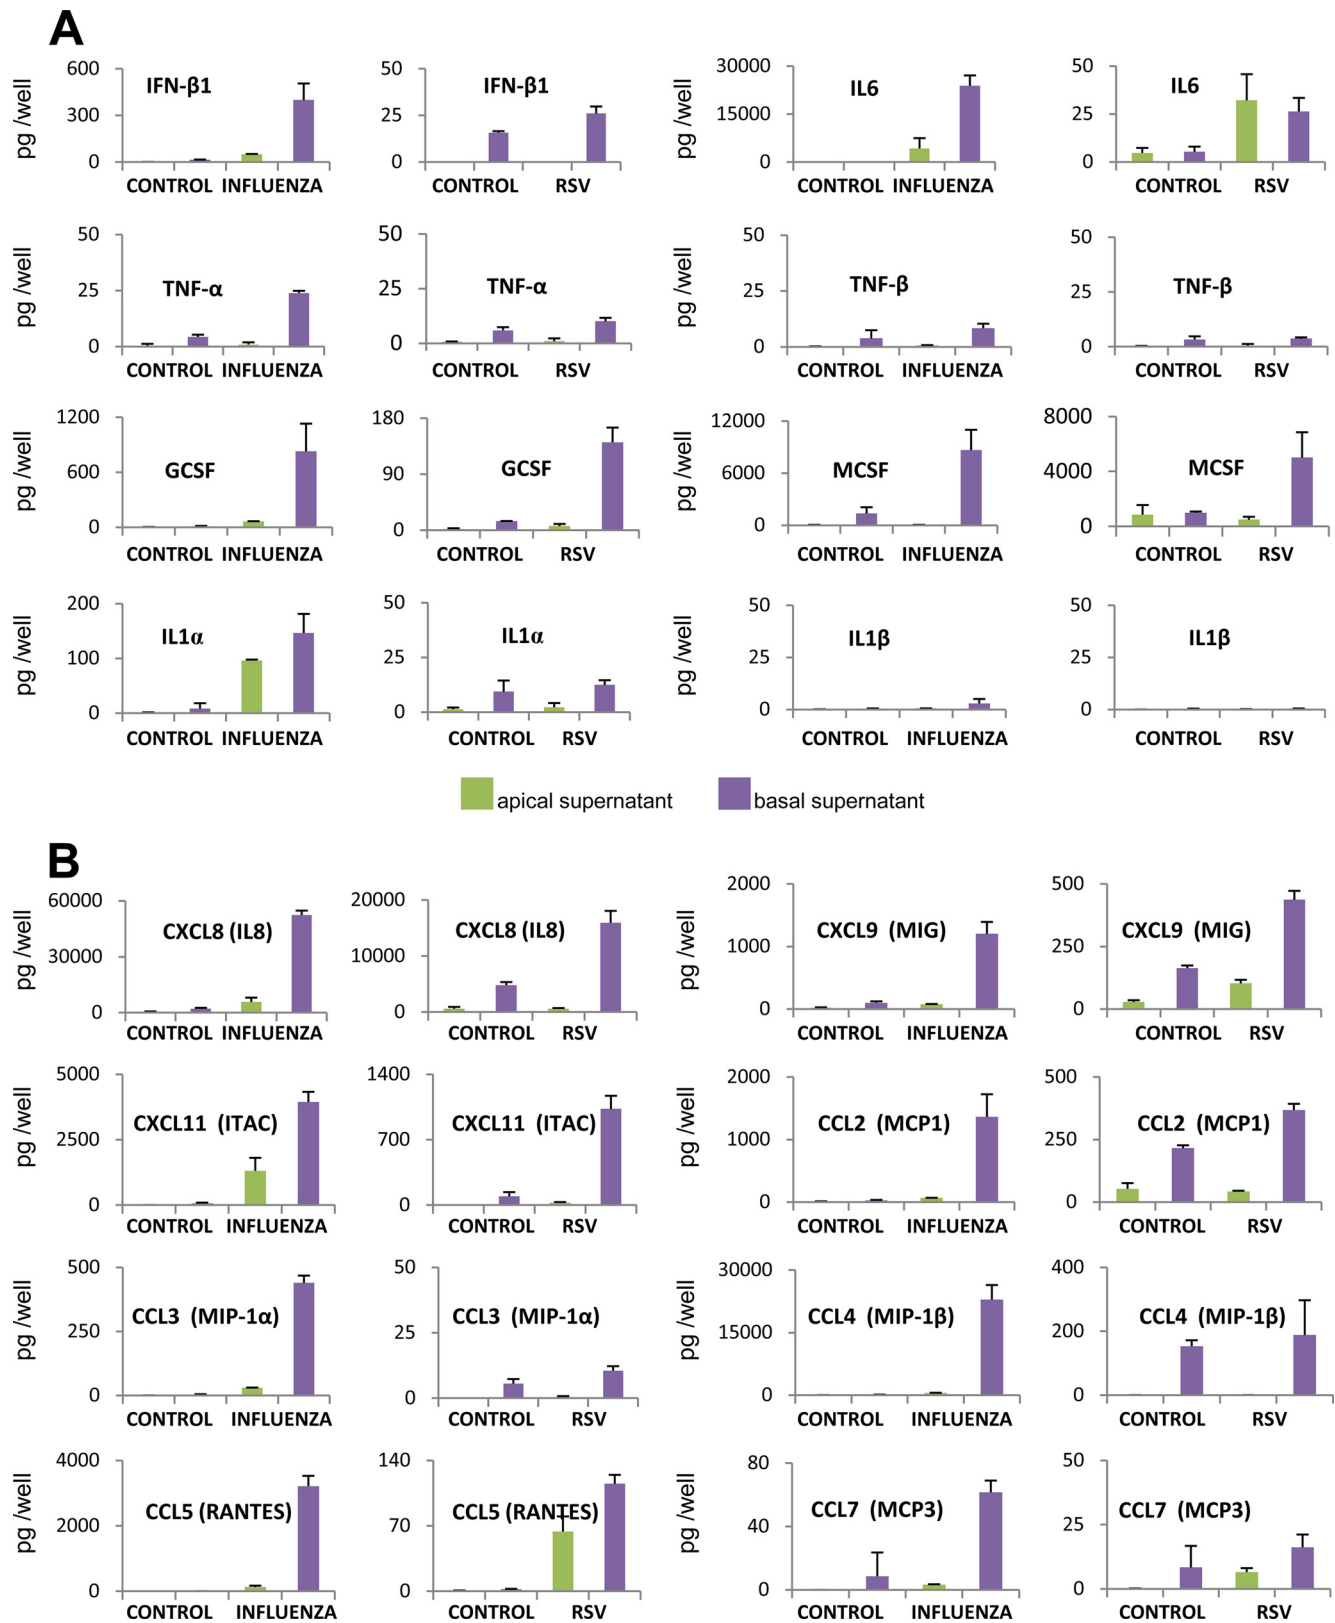 A
600
300
0
pg /well
IFN-β1
CONTROL INFLUENZA
50
25
0
IFN-β1
CONTROL RSV
30000
15000
0
pg /well
IL6
CONTROL INFLUENZA
50
25
0
IL6
CONTROL RSV
50
25
0
pg /well
TNF-α
CONTROL INFLUENZA
50
25
0
TNF-α
CONTROL RSV
50
25
0
pg /well
TNF-β
CONTROL INFLUENZA
50
25
0
TNF-β
CONTROL RSV
1200
600
0
pg /well
GCSF
CONTROL INFLUENZA
180
90
0
GCSF
CONTROL RSV
12000
6000
0
pg /well
MCSF
CONTROL INFLUENZA
8000
4000
0
MCSF
CONTROL RSV
200
100
0
pg /well
IL1α
CONTROL INFLUENZA
50
25
0
IL1α
CONTROL RSV
50
25
0
pg /well
IL1β
CONTROL INFLUENZA
50
25
0
IL1β
CONTROL RSV
apical supernatant basal supernatant
B
60000
30000
0
pg /well
CXCL8 (IL8)
CONTROL INFLUENZA
20000
10000
0
CXCL8 (IL8)
CONTROL RSV
2000
1000
0
pg /well
CXCL9 (MIG)
CONTROL INFLUENZA
500
250
0
CXCL9 (MIG)
CONTROL RSV
5000
2500
0
pg /well
CXCL11 (ITAC)
CONTROL INFLUENZA
1400
700
0
CXCL11 (ITAC)
CONTROL RSV
2000
1000
0
pg /well
CCL2 (MCP1)
CONTROL INFLUENZA
500
250
0
CCL2 (MCP1)
CONTROL RSV
500
250
0
pg /well
CCL3 (MIP-1α)
CONTROL INFLUENZA
50
25
0
CCL3 (MIP-1α)
CONTROL RSV
30000
15000
0
pg /well
CCL4 (MIP-1β)
CONTROL INFLUENZA
400
200
0
CCL4 (MIP-1β)
CONTROL RSV
4000
2000
0
pg /well
CCL5 (RANTES)
CONTROL INFLUENZA
140
70
0
CCL5 (RANTES)
CONTROL RSV
80
40
0
pg /well
CCL7 (MCP3)
CONTROL INFLUENZA
50
25
0
CCL7 (MCP3)
CONTROL RSV